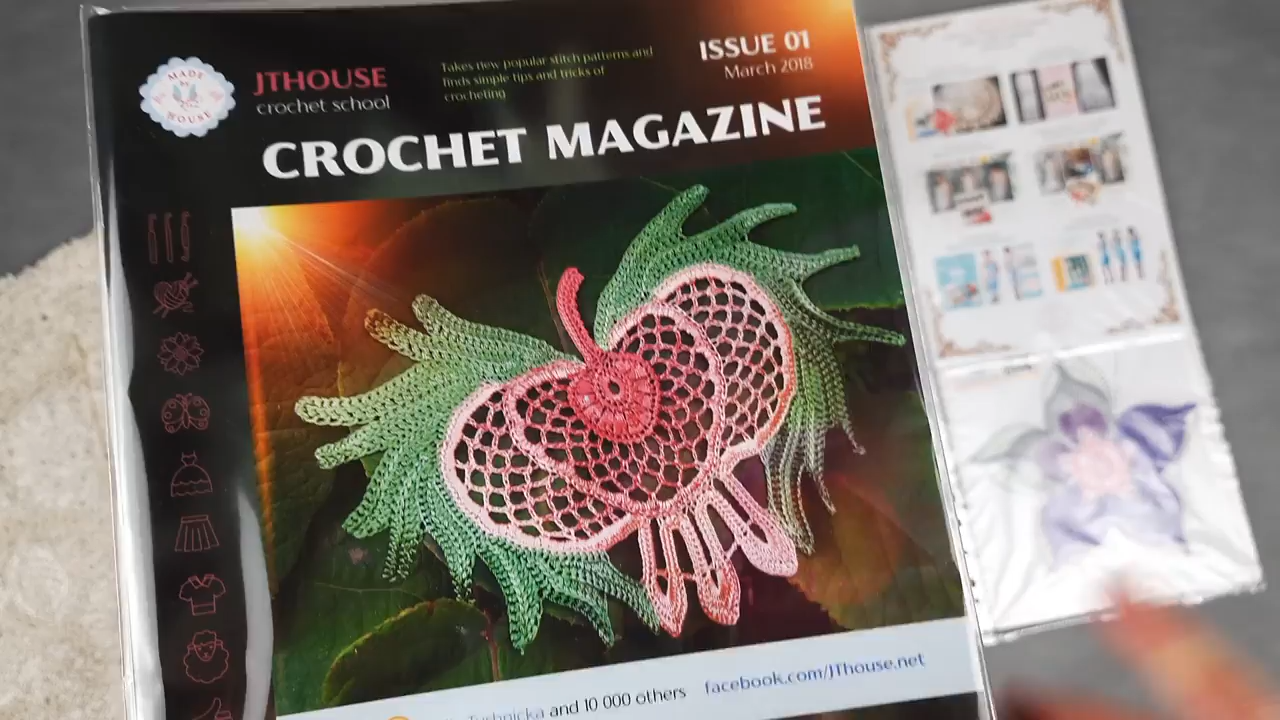 MADE
by
HOUSE
JTHOUSE
crochet school
Takes new popular stitch patterns and
finds simple tips and tricks of
crocheting
ISSUE 01
March 2018
CROCHET MAGAZINE
and 10 000 others
facebook.com/JThouse.net